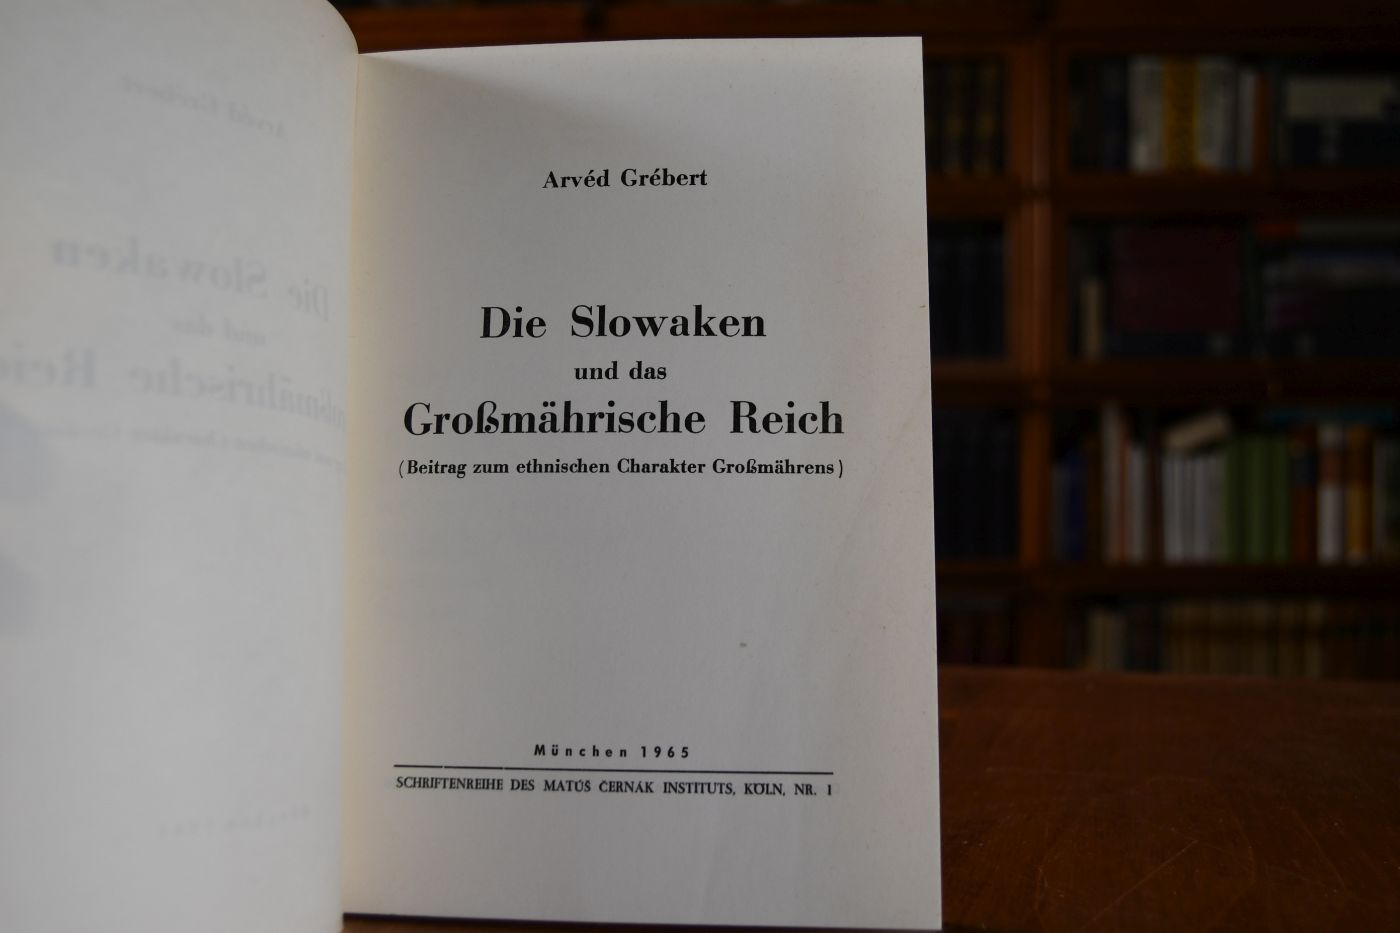 Arvéd Grébert
Die Slowaken
und das
Großmährische Reich
(Beitrag zum ethnischen Charakter Großmährens)
München 1965
SCHRIFTENREIHE DES MATÚŠ ČERNÁK INSTITUTS, KÖLN, NR. 1